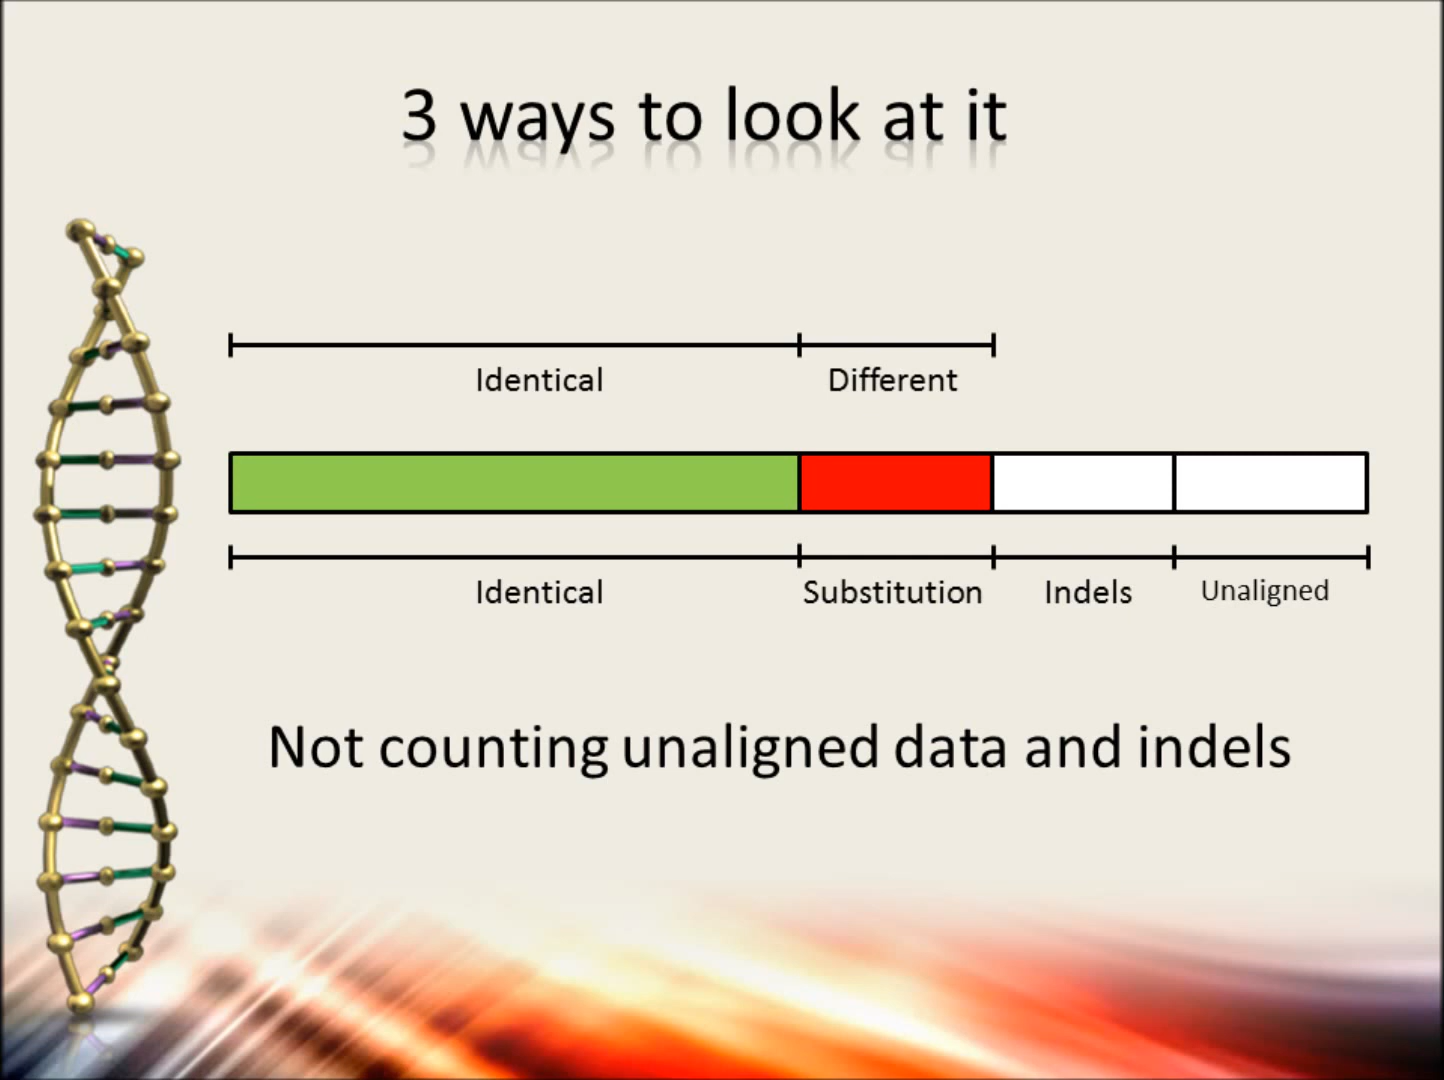 3 ways to look at it
Identical Different
Identical Substitution Indels Unaligned
Not counting unaligned data and indels